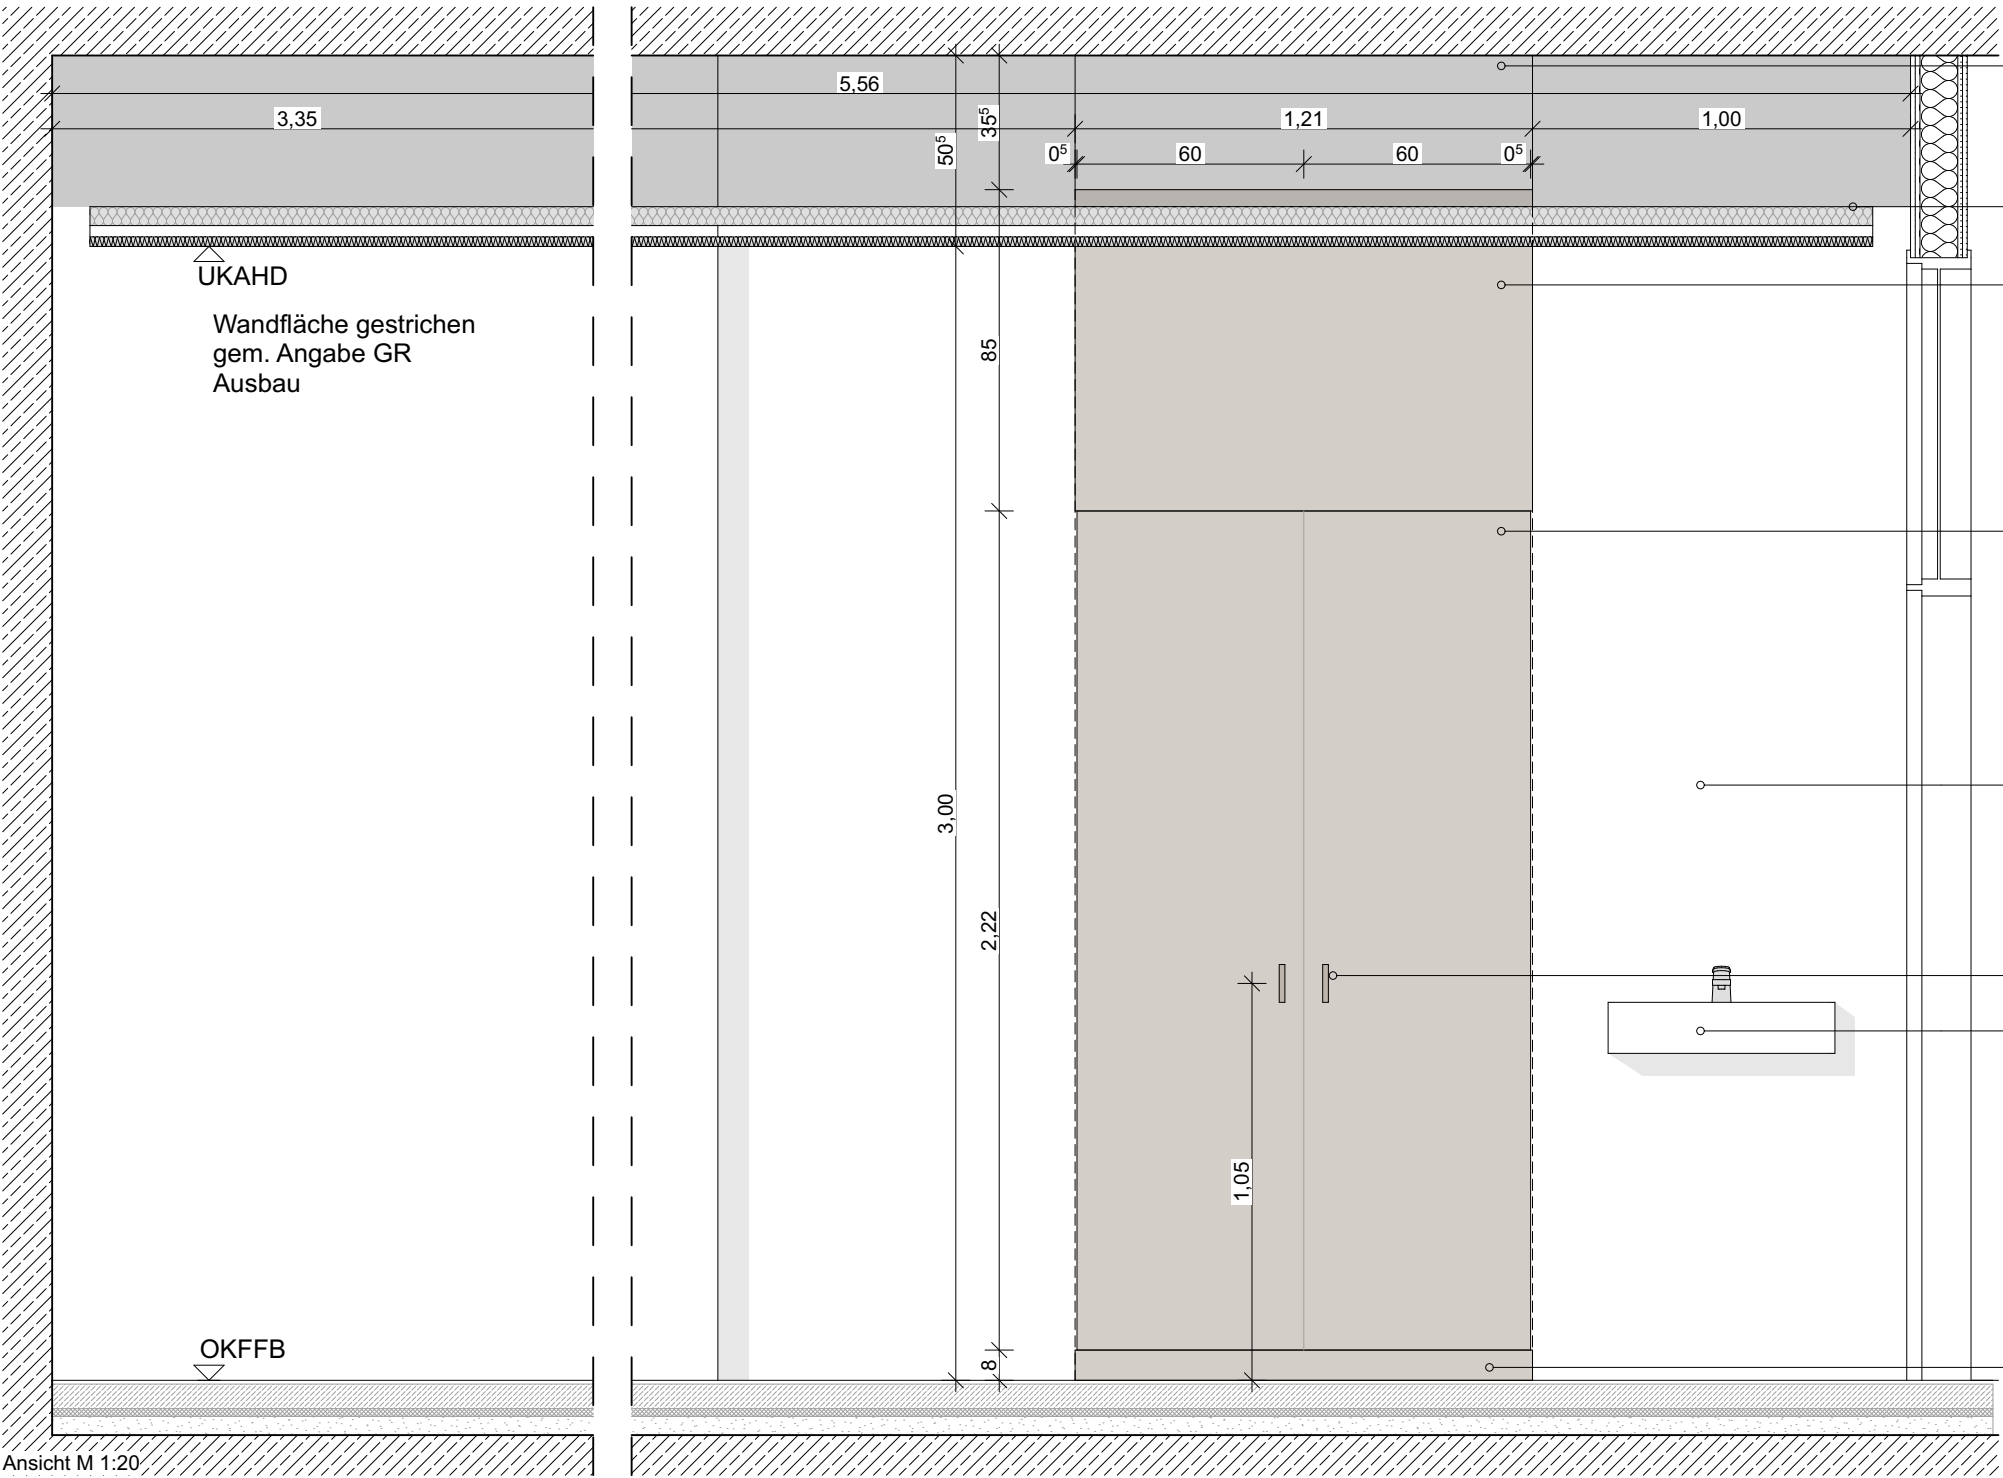 5,56
3,35
1,21
1,00
35⁵
50⁵
0⁵
60
60
0⁵
UKAHD
Wandfläche gestrichen
gem. Angabe GR
Ausbau
85
3,00
2,22
1,05
OKFFB
8
Ansicht M 1:20